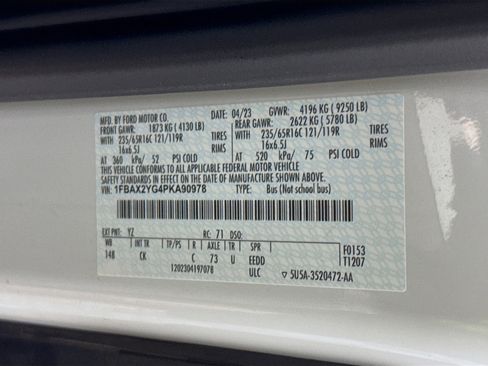 MFD. BY FORD MOTOR CO. 04/23 GVWR: 4196 KG ( 9250 LB)
FRONT GAWR: 1873 KG ( 4130 LB) REAR GAWR: 2622 KG ( 5780 LB)
WITH 235/65R16C 121/119R TIRES WITH 235/65R16C 121/119R TIRES
16x6.5J RIMS 16x6.5J RIMS
AT 360 kPa/ 52 PSI COLD AT 520 kPa/ 75 PSI COLD
THIS VEHICLE CONFORMS TO ALL APPLICABLE FEDERAL MOTOR VEHICLE
SAFETY STANDARDS IN EFFECT ON THE DATE OF MANUFACTURE SHOWN ABOVE.
VIN: 1FBAX2YG4PKA90978 TYPE: Bus (Not school Bus)
EXT PNT: YZ RC: 71 DSO:
WB INT TR TP/PS R AXLE TR SPR F0153
148 CK C 73 U EEDD T1207
1202304197078 ULC ▽ 5U5A-3520472-AA